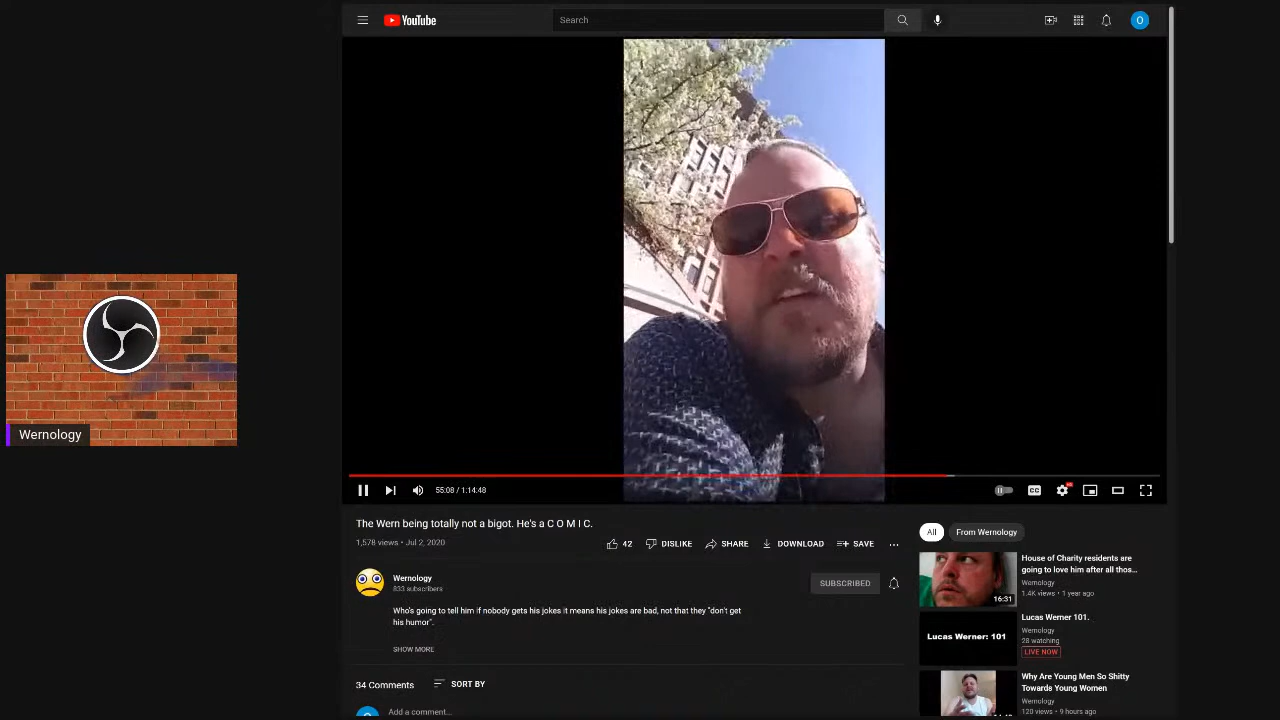 YouTube
Search
O
Wernology
55:08 / 1:14:48
CC
The Wern being totally not a bigot. He's a C O M I C.
1,578 views • Jul 2, 2020
42
DISLIKE
SHARE
DOWNLOAD
SAVE
...
Wernology
833 subscribers
SUBSCRIBED
Who's going to tell him if nobody gets his jokes it means his jokes are bad, not that they "don't get
his humor".
SHOW MORE
34 Comments
SORT BY
Add a comment...
All
From Wernology
16:31
House of Charity residents are
going to love him after all thos...
Wernology
1.4K views • 1 year ago
Lucas Werner: 101
Lucas Werner 101.
Wernology
28 watching
LIVE NOW
Why Are Young Men So Shitty
Towards Young Women
Wernology
120 views • 9 hours ago